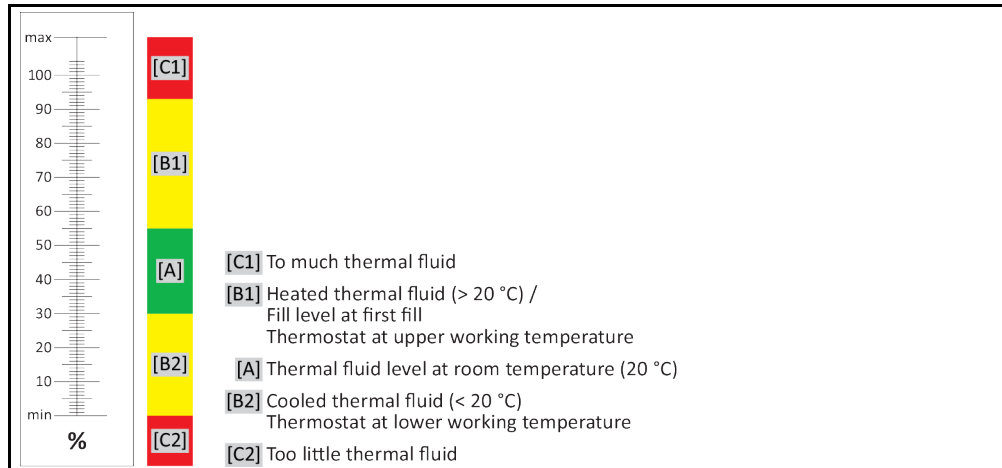 max
100
90
80
70
60
50
40
30
20
10
min
%
[C1]
[B1]
[A]
[B2]
[C2]
[C1] To much thermal fluid
[B1] Heated thermal fluid (> 20 °C) /
Fill level at first fill
Thermostat at upper working temperature
[A] Thermal fluid level at room temperature (20 °C)
[B2] Cooled thermal fluid (< 20 °C)
Thermostat at lower working temperature
[C2] Too little thermal fluid